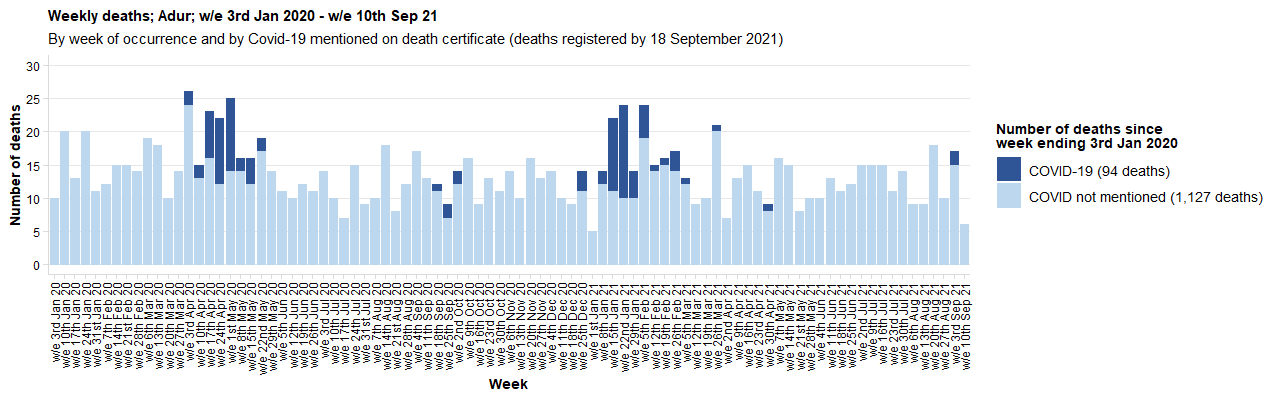 Weekly deaths; Adur; w/e 3rd Jan 2020 - w/e 10th Sep 21
By week of occurrence and by Covid-19 mentioned on death certificate (deaths registered by 18 September 2021)
Number of deaths
30
25
20
15
10
5
0
w/e 3rd Jan 20
w/e 10th Jan 20
w/e 17th Jan 20
w/e 24th Jan 20
w/e 31st Jan 20
w/e 7th Feb 20
w/e 14th Feb 20
w/e 21st Feb 20
w/e 28th Feb 20
w/e 6th Mar 20
w/e 13th Mar 20
w/e 20th Mar 20
w/e 27th Mar 20
w/e 3rd Apr 20
w/e 10th Apr 20
w/e 17th Apr 20
w/e 24th Apr 20
w/e 1st May 20
w/e 8th May 20
w/e 15th May 20
w/e 22nd May 20
w/e 29th May 20
w/e 5th Jun 20
w/e 12th Jun 20
w/e 19th Jun 20
w/e 26th Jun 20
w/e 3rd Jul 20
w/e 10th Jul 20
w/e 17th Jul 20
w/e 24th Jul 20
w/e 31st Jul 20
w/e 7th Aug 20
w/e 14th Aug 20
w/e 21st Aug 20
w/e 28th Aug 20
w/e 4th Sep 20
w/e 11th Sep 20
w/e 18th Sep 20
w/e 25th Sep 20
w/e 2nd Oct 20
w/e 9th Oct 20
w/e 16th Oct 20
w/e 23rd Oct 20
w/e 30th Oct 20
w/e 6th Nov 20
w/e 13th Nov 20
w/e 20th Nov 20
w/e 27th Nov 20
w/e 4th Dec 20
w/e 11th Dec 20
w/e 18th Dec 20
w/e 25th Dec 20
w/e 1st Jan 21
w/e 8th Jan 21
w/e 15th Jan 21
w/e 22nd Jan 21
w/e 29th Jan 21
w/e 5th Feb 21
w/e 12th Feb 21
w/e 19th Feb 21
w/e 26th Feb 21
w/e 5th Mar 21
w/e 12th Mar 21
w/e 19th Mar 21
w/e 26th Mar 21
w/e 2nd Apr 21
w/e 9th Apr 21
w/e 16th Apr 21
w/e 23rd Apr 21
w/e 30th Apr 21
w/e 7th May 21
w/e 14th May 21
w/e 21st May 21
w/e 28th May 21
w/e 4th Jun 21
w/e 11th Jun 21
w/e 18th Jun 21
w/e 25th Jun 21
w/e 2nd Jul 21
w/e 9th Jul 21
w/e 16th Jul 21
w/e 23rd Jul 21
w/e 30th Jul 21
w/e 6th Aug 21
w/e 13th Aug 21
w/e 20th Aug 21
w/e 27th Aug 21
w/e 3rd Sep 21
w/e 10th Sep 21
Week
Number of deaths since
week ending 3rd Jan 2020
COVID-19 (94 deaths)
COVID not mentioned (1,127 deaths)